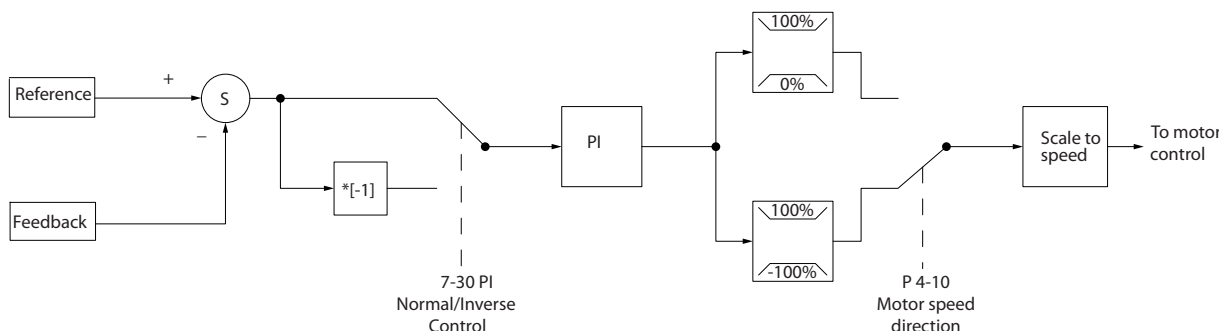 Reference
+
S
–
Feedback
*[-1]
7-30 PI
Normal/Inverse
Control
PI
100%
0%
100%
-100%
P 4-10
Motor speed
direction
Scale to
speed
To motor
control